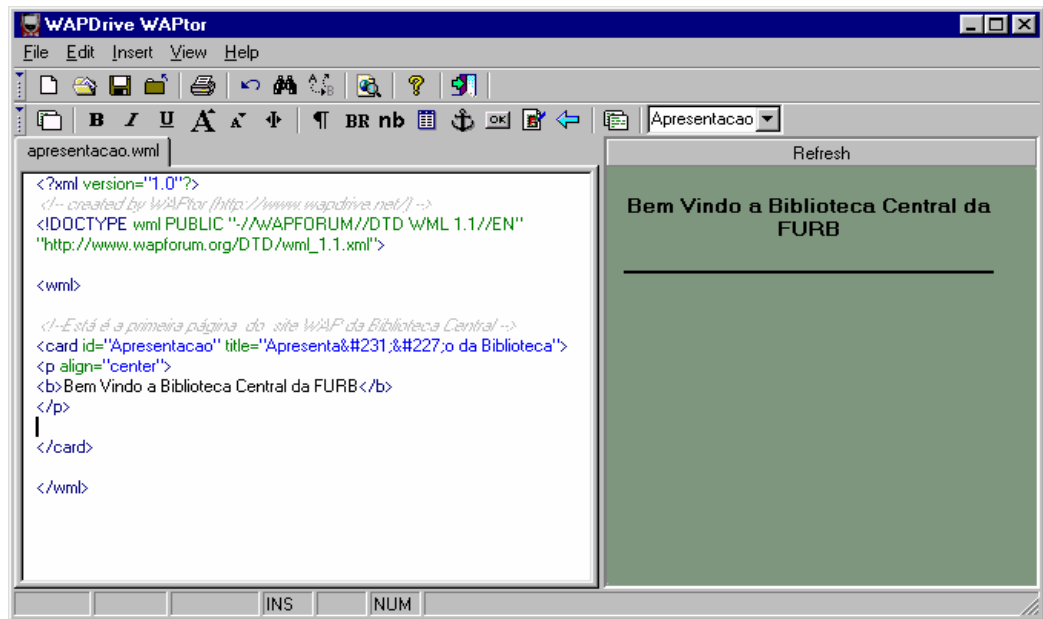 WAPDrive WAPtor
File Edit Insert View Help
B I U A A ¶ BR nb OK Apresentacao
apresentacao.wml
Refresh
<?xml version="1.0"?>
<!-- created by WAPtor (http://www.wapdrive.net/) -->
<!DOCTYPE wml PUBLIC "-//WAPFORUM//DTD WML 1.1//EN"
"http://www.wapforum.org/DTD/wml_1.1.xml">
<wml>
<!--Está é a primeira página do site WAP da Biblioteca Central -->
<card id="Apresentacao" title="Apresenta&#231;&#227;o da Biblioteca">
<p align="center">
<b>Bem Vindo a Biblioteca Central da FURB</b>
</p>
</card>
</wml>
Bem Vindo a Biblioteca Central da
FURB
INS NUM